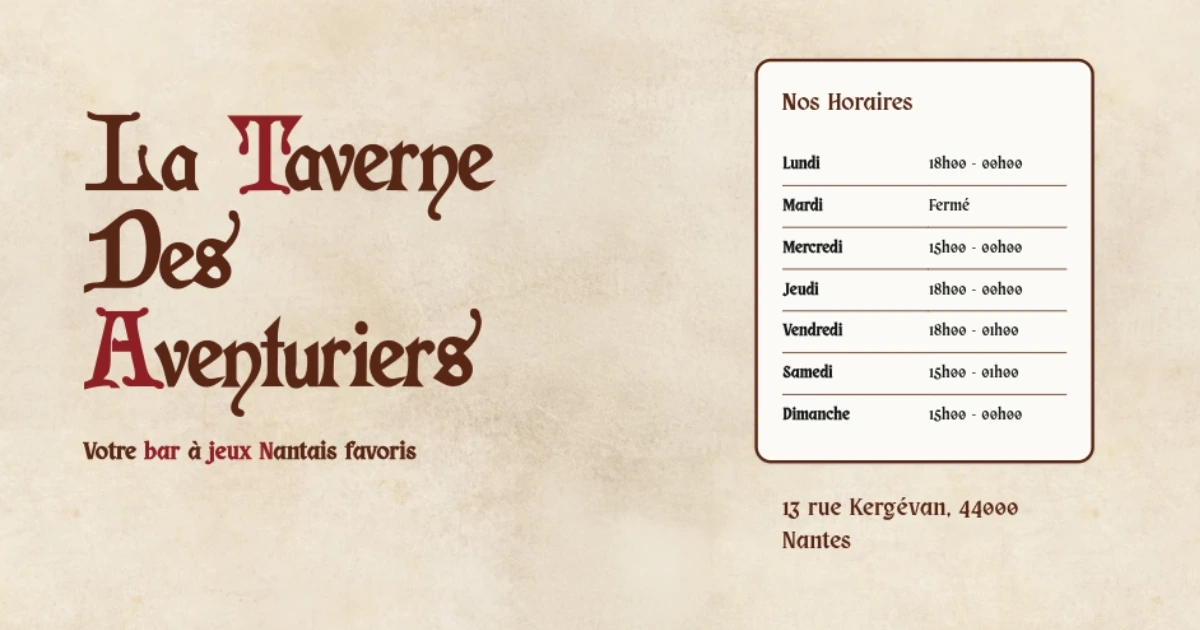 La Taverne
Des
Aventuriers
Votre bar à jeux Nantais favoris
Nos Horaires
Lundi 18h00 - 00h00
Mardi Fermé
Mercredi 15h00 - 00h00
Jeudi 18h00 - 00h00
Vendredi 18h00 - 01h00
Samedi 15h00 - 01h00
Dimanche 15h00 - 00h00
13 rue Kergévan, 44000
Nantes